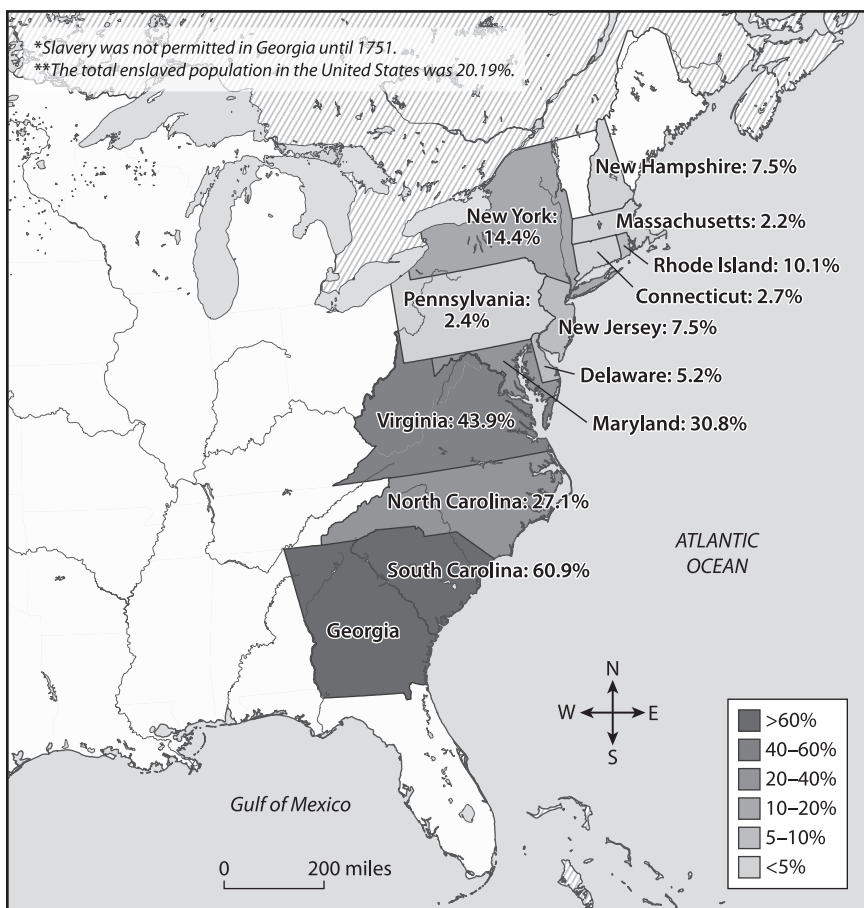 *Slavery was not permitted in Georgia until 1751.
**The total enslaved population in the United States was 20.19%.
New Hampshire: 7.5%
New York:
14.4%
Massachusetts: 2.2%
Rhode Island: 10.1%
Connecticut: 2.7%
Pennsylvania:
2.4%
New Jersey: 7.5%
Delaware: 5.2%
Maryland: 30.8%
Virginia: 43.9%
North Carolina: 27.1%
ATLANTIC
OCEAN
South Carolina: 60.9%
Georgia
N
W
E
S
>60%
40–60%
20–40%
10–20%
5–10%
<5%
Gulf of Mexico
0
200 miles